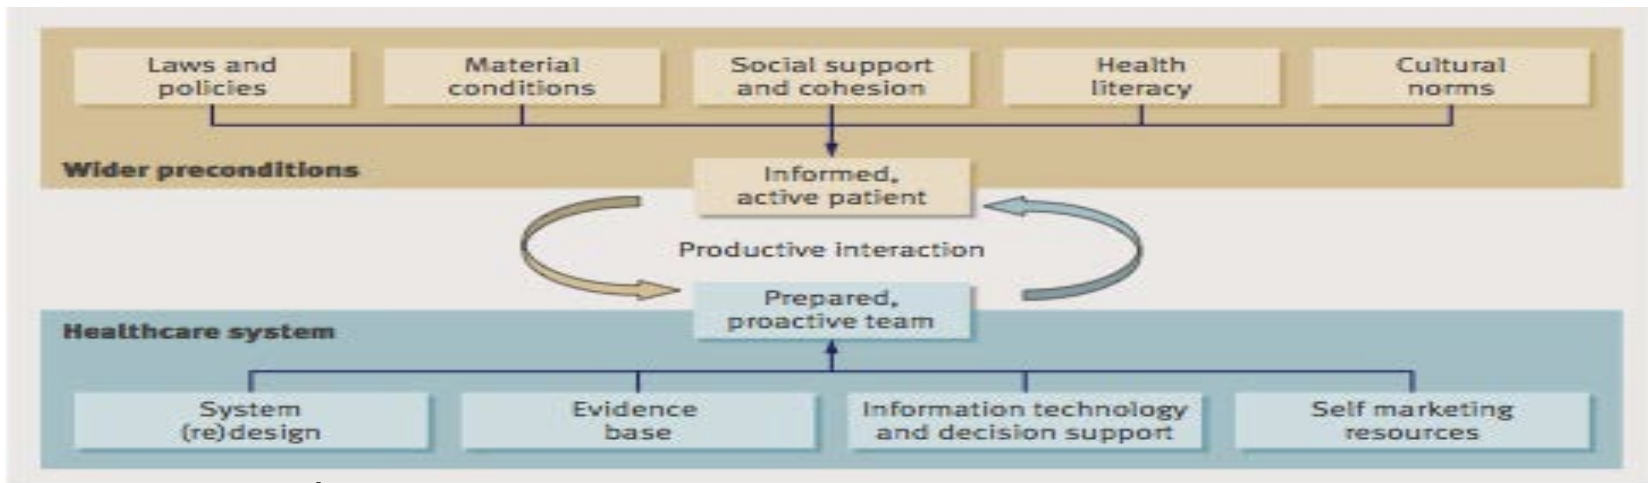 Laws and
policies
Material
conditions
Social support
and cohesion
Health
literacy
Cultural
norms
Wider preconditions
Informed,
active patient
Productive interaction
Prepared,
proactive team
Healthcare system
System
(re)design
Evidence
base
Information technology
and decision support
Self marketing
resources